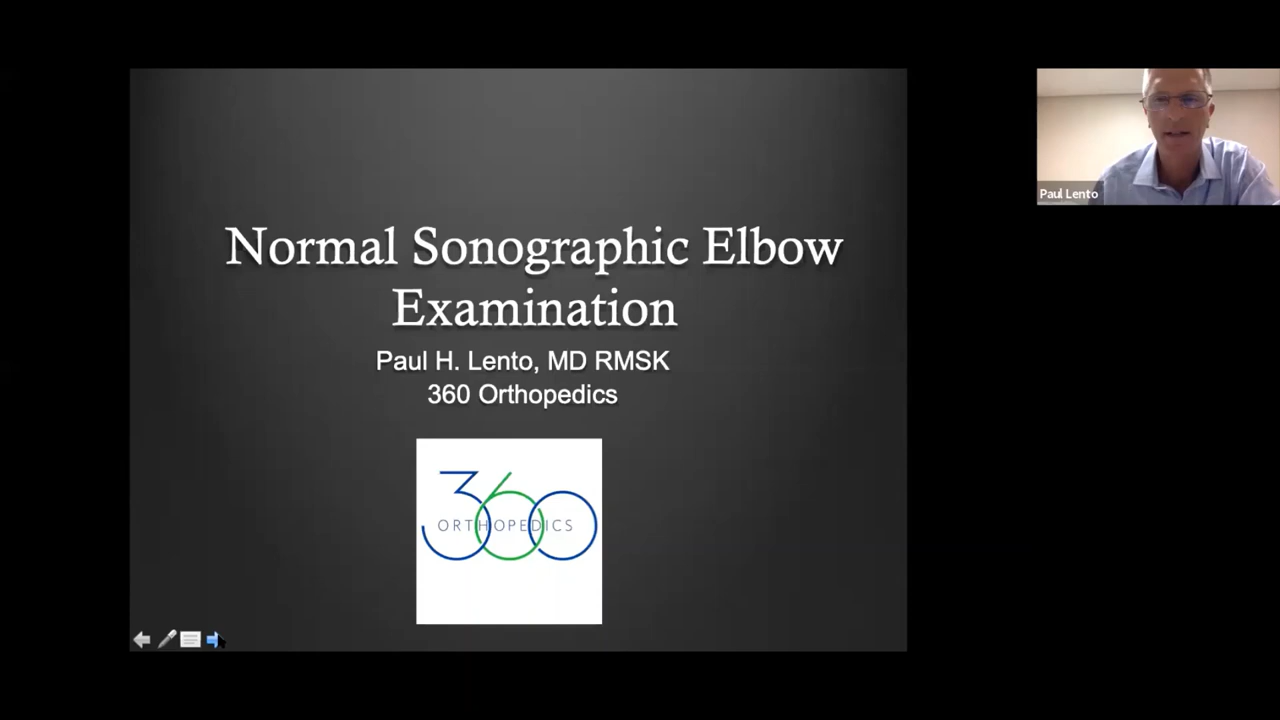 Normal Sonographic Elbow
Examination
Paul H. Lento, MD RMSK
360 Orthopedics
360
ORTHOPEDICS
Paul Lento